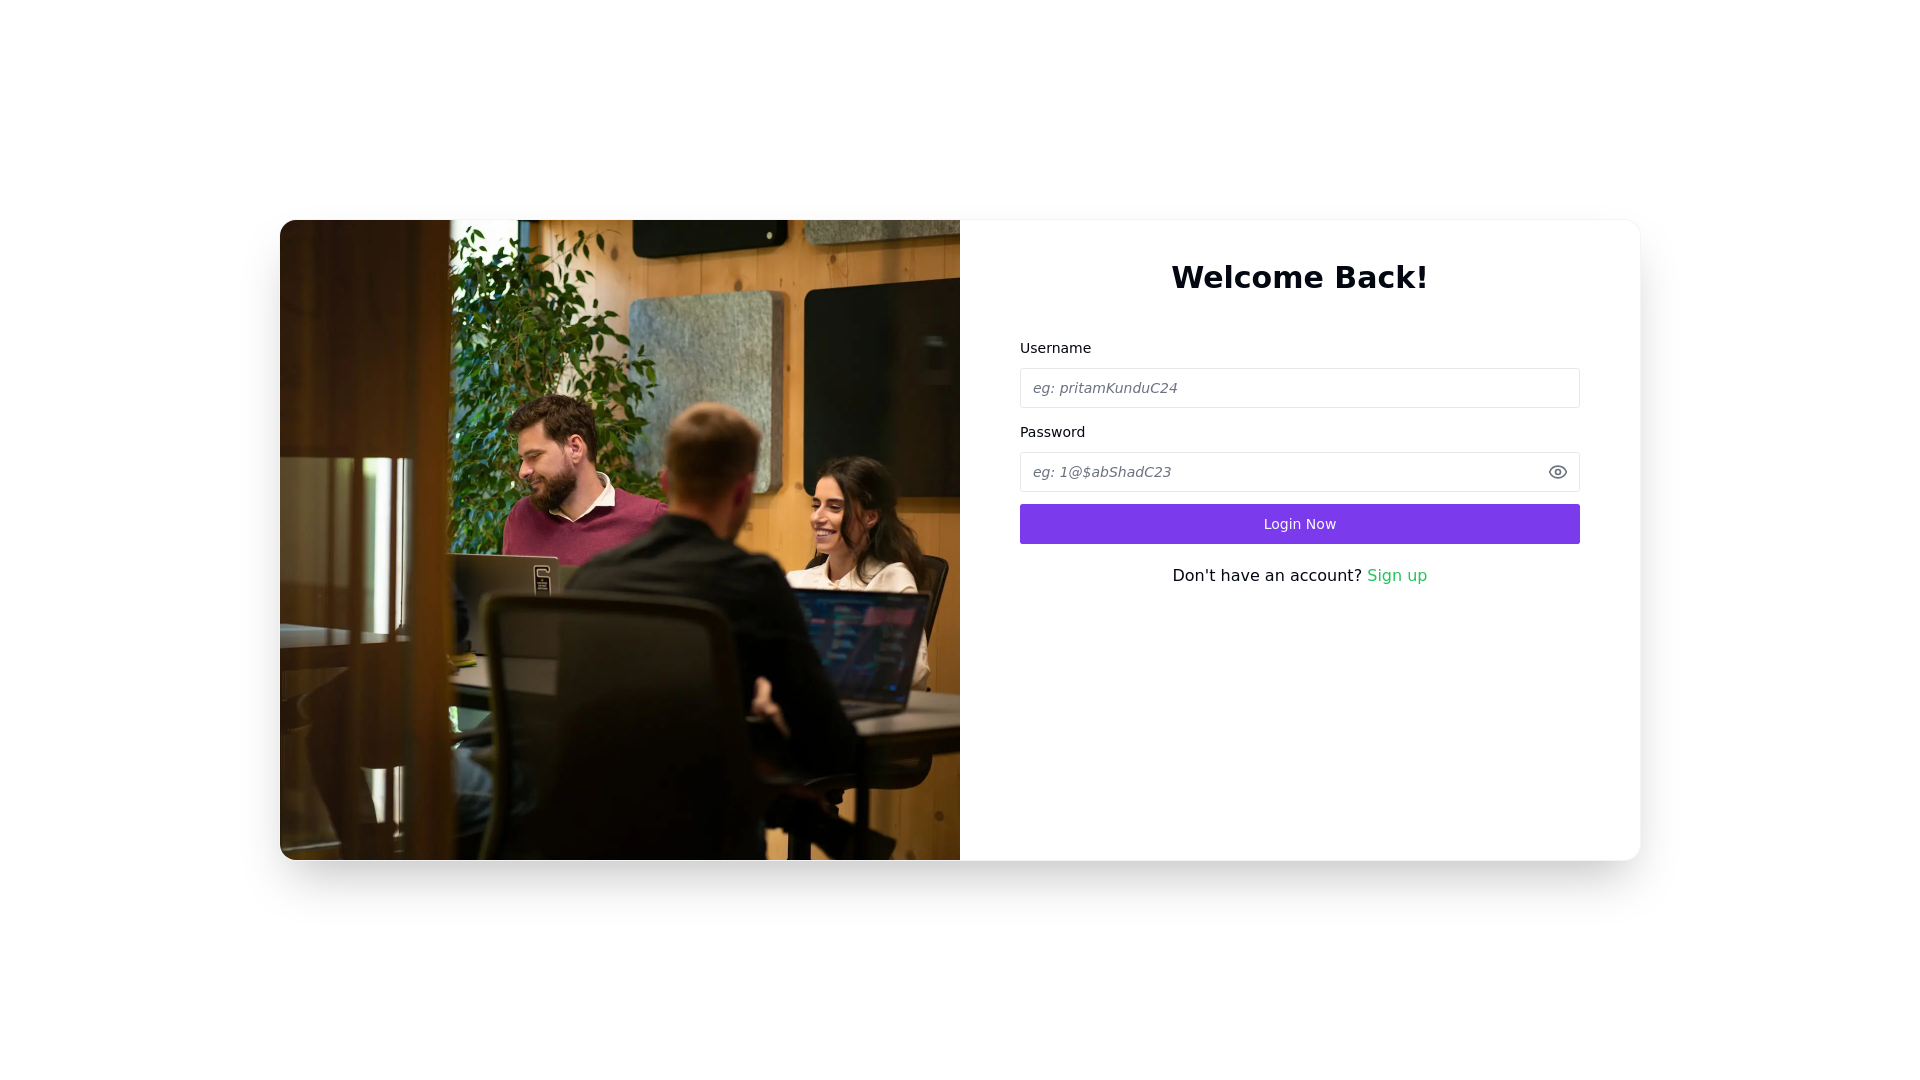 Welcome Back!
Username
eg: pritamKunduC24
Password
eg: 1@$abShadC23
Login Now
Don't have an account? Sign up